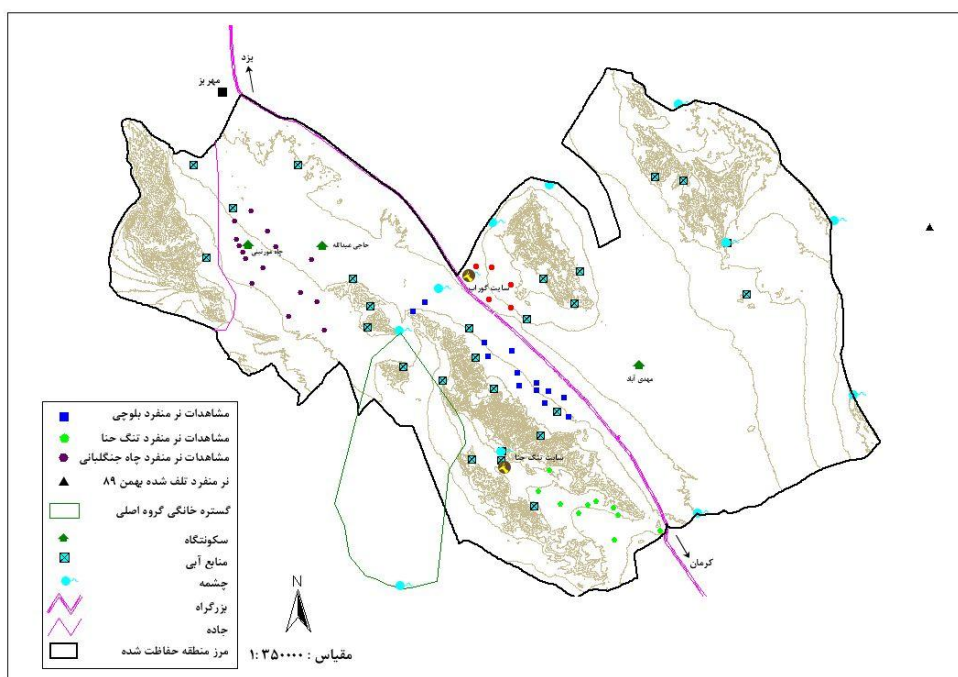 یزد
مهریز
حاجی عبدالله
چاه مورتینی
سایت گوراب
مهدی آباد
سایت تنگ حنا
کرمان
مشاهدات نر منفرد بلوچی
مشاهدات نر منفرد تنگ حنا
مشاهدات نر منفرد چاه جنگلبانی
نر منفرد تلف شده بهمن ۸۹
گستره خانگی گروه اصلی
سکونتگاه
منابع آبی
چشمه
بزرگراه
جاده
مرز منطقه حفاظت شده
N
مقیاس : ۱:۳۵۰۰۰۰